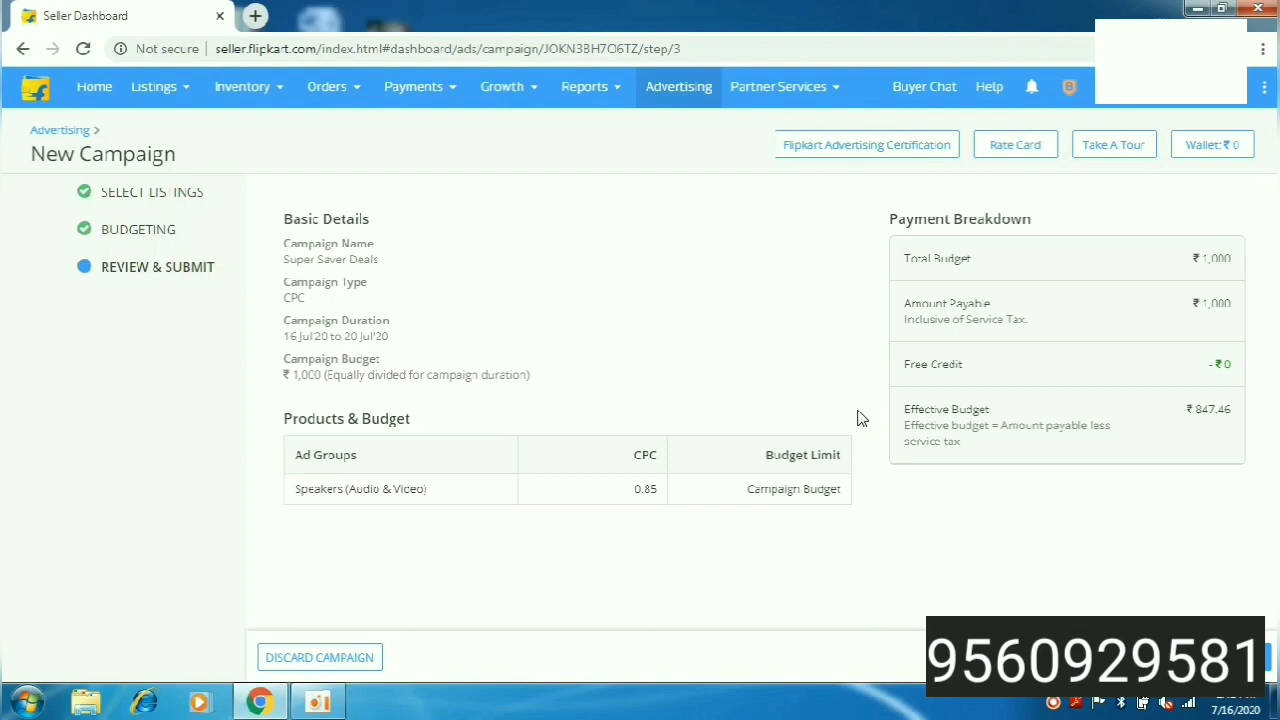 Seller Dashboard
Not secure
seller.flipkart.com/index.html#dashboard/ads/campaign/JOKN3BH7O6TZ/step/3
Home
Listings
Inventory
Orders
Payments
Growth
Reports
Advertising
Partner Services
Buyer Chat
Help
Advertising >
New Campaign
Flipkart Advertising Certification
Rate Card
Take A Tour
Wallet: ₹ 0
SELECT LISTINGS
BUDGETING
REVIEW & SUBMIT
Basic Details
Campaign Name
Super Saver Deals
Campaign Type
CPC
Campaign Duration
16 Jul'20 to 20 Jul'20
Campaign Budget
₹ 1,000 (Equally divided for campaign duration)
Products & Budget
Ad Groups CPC Budget Limit
Speakers (Audio & Video) 0.85 Campaign Budget
Payment Breakdown
Total Budget ₹ 1,000
Amount Payable ₹ 1,000
Inclusive of Service Tax.
Free Credit - ₹ 0
Effective Budget ₹ 847.46
Effective budget = Amount payable less
service tax
DISCARD CAMPAIGN
9560929581
7/16/2020